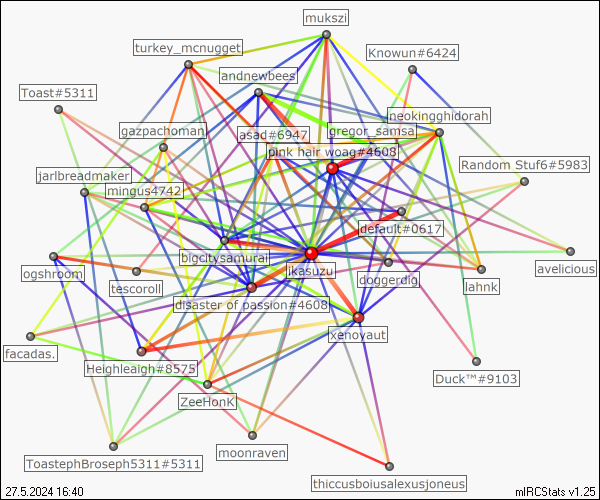 mukszi
turkey_mcnugget
Knowun#6424
andnewbees
Toast#5311
neokingghidorah
gazpachoman
asad#6947
gregor_samsa
pink hair woag#4608
Random Stuf6#5983
jarlbreadmaker
mingus4742
default#0617
bigcitysamurai
ikasuzu
doggerdig
avelicious
ogshroom
tescoroll
lahnk
disaster of passion#4608
xenovaut
facadas.
Heighleaigh#8575
Duck™#9103
ZeeHonK
moonraven
ToastephBroseph5311#5311
thiccusboiusalexusjoneus
27.5.2024 16:40
mIRCStats v1.25